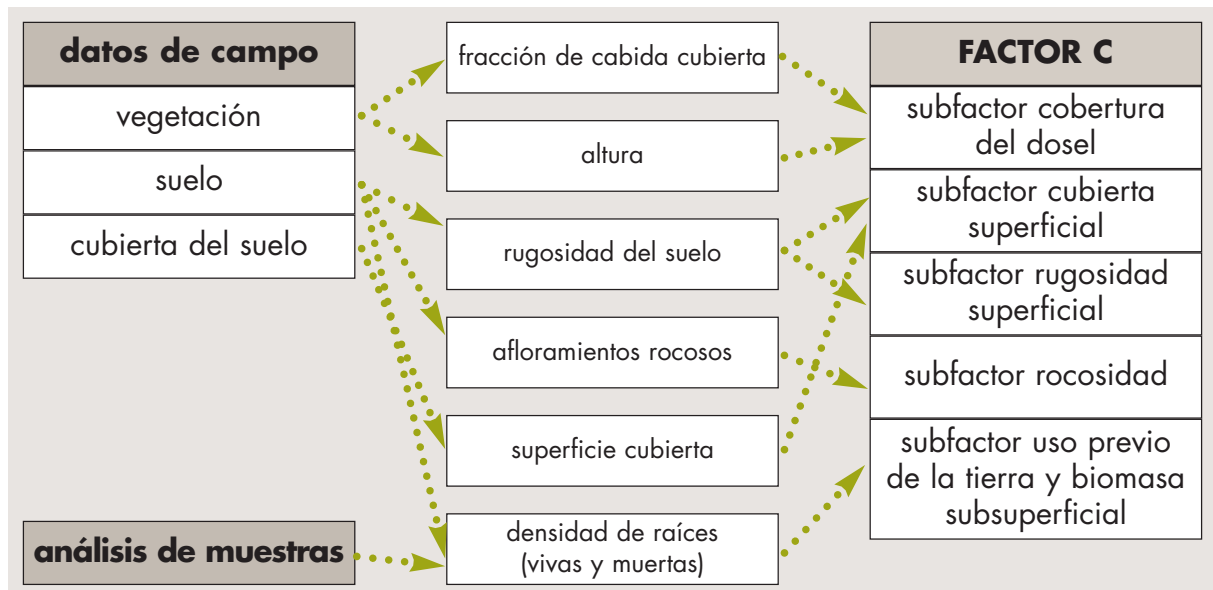 datos de campo
vegetación
suelo
cubierta del suelo
análisis de muestras
fracción de cabida cubierta
altura
rugosidad del suelo
afloramientos rocosos
superficie cubierta
densidad de raíces
(vivas y muertas)
FACTOR C
subfactor cobertura
del dosel
subfactor cubierta
superficial
subfactor rugosidad
superficial
subfactor rocosidad
subfactor uso previo
de la tierra y biomasa
subsuperficial